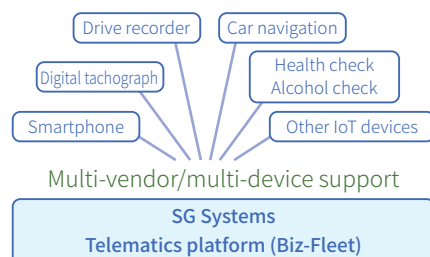 Drive recorder
Car navigation
Digital tachograph
Health check
Alcohol check
Smartphone
Other IoT devices
Multi-vendor/multi-device support
SG Systems
Telematics platform (Biz-Fleet)